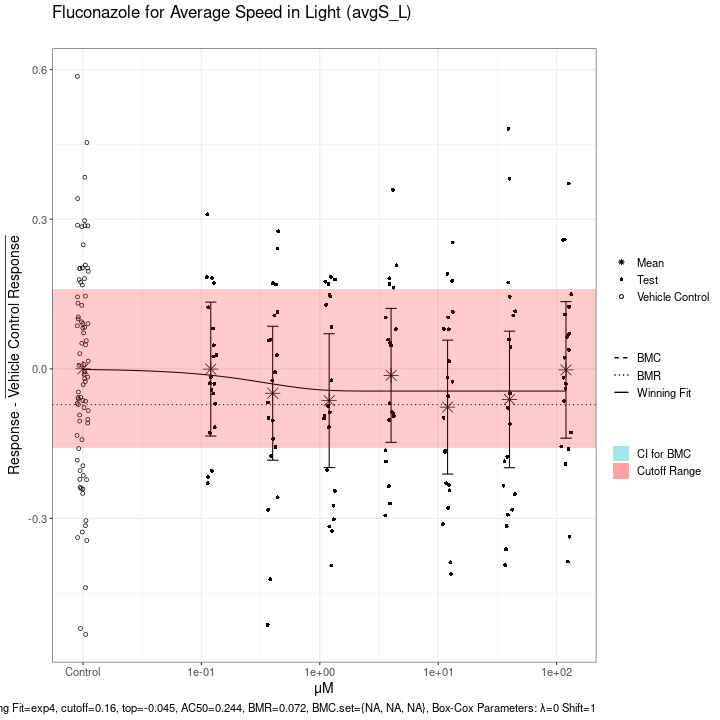 Fluconazole for Average Speed in Light (avgS_L)
Response - Vehicle Control Response
0.6
0.3
0.0
-0.3
Control
1e-01
1e+00
1e+01
1e+02
μM
Mean
Test
Vehicle Control
BMC
BMR
Winning Fit
CI for BMC
Cutoff Range
Fit=exp4, cutoff=0.16, top=-0.045, AC50=0.244, BMR=0.072, BMC.set={NA, NA, NA}, Box-Cox Parameters: λ=0 Shift=1